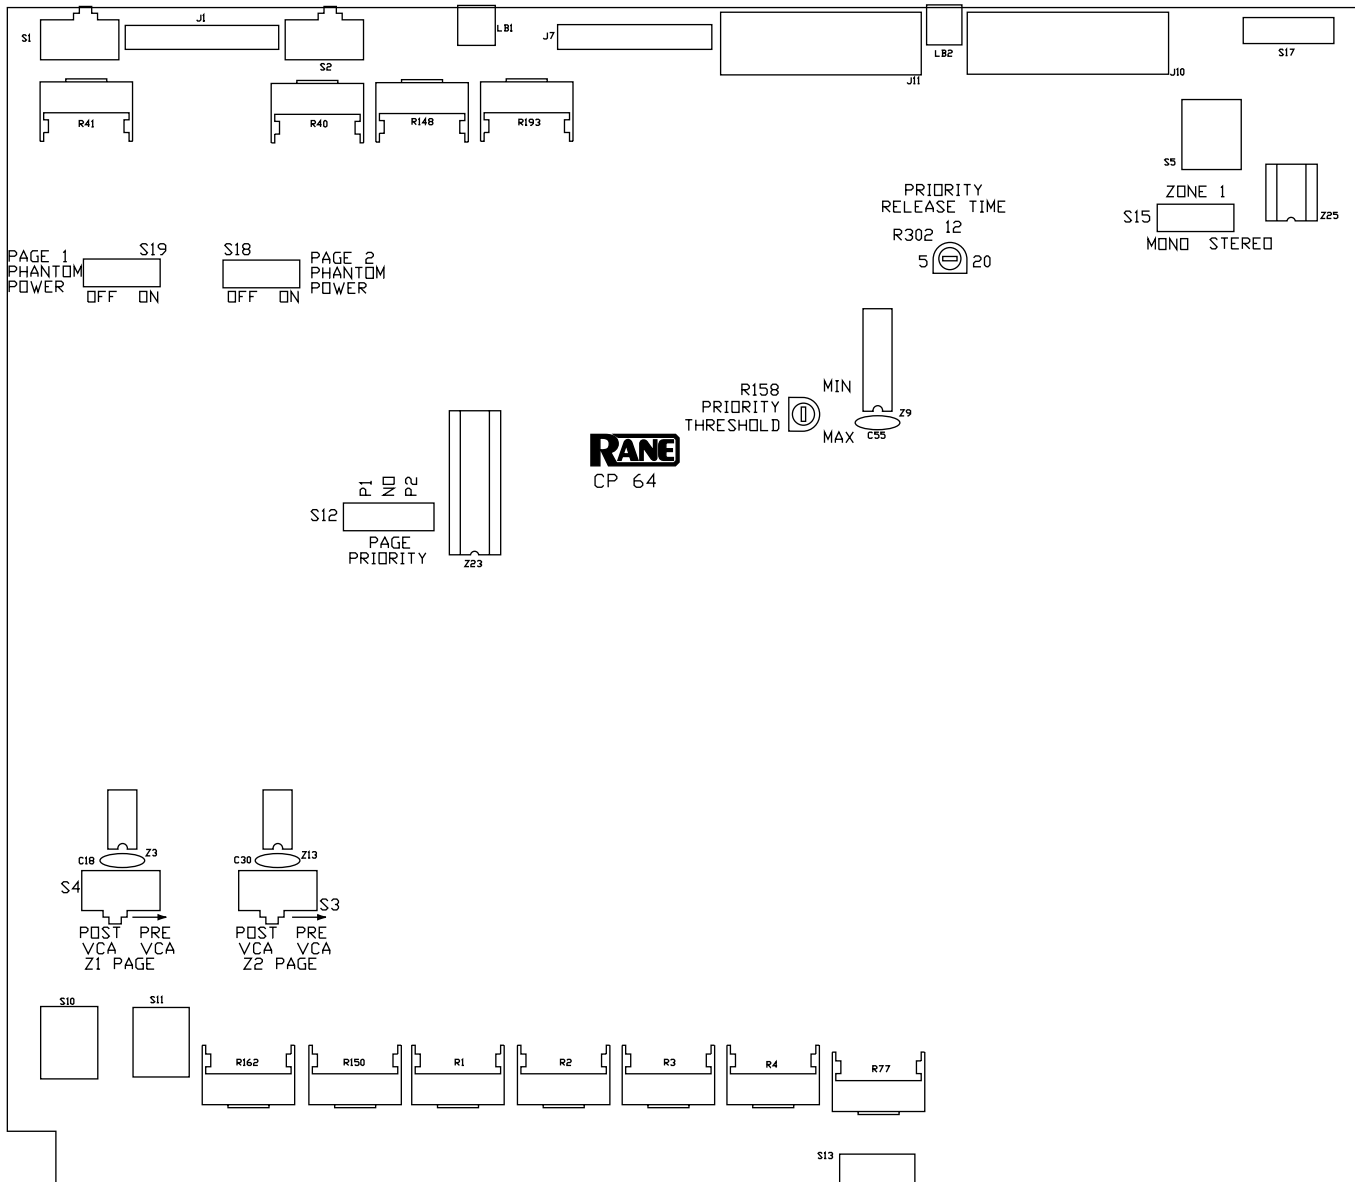 S1
J1
S2
LB1
J7
J11
LB2
J10
S17
R41
R40
R148
R193
S5
Z25
PRIORITY
RELEASE TIME
12
R302
5
20
ZONE 1
S15
MONO STEREO
PAGE 1
PHANTOM
POWER
S19
OFF ON
S18
OFF ON
PAGE 2
PHANTOM
POWER
R158
PRIORITY
THRESHOLD
MIN
MAX
Z9
C55
RANE
CP 64
P1
NO
P2
S12
PAGE
PRIORITY
Z23
C18
Z3
S4
POST PRE
VCA VCA
Z1 PAGE
C30
Z13
S3
POST PRE
VCA VCA
Z2 PAGE
S10
S11
R162
R150
R1
R2
R3
R4
R77
S13